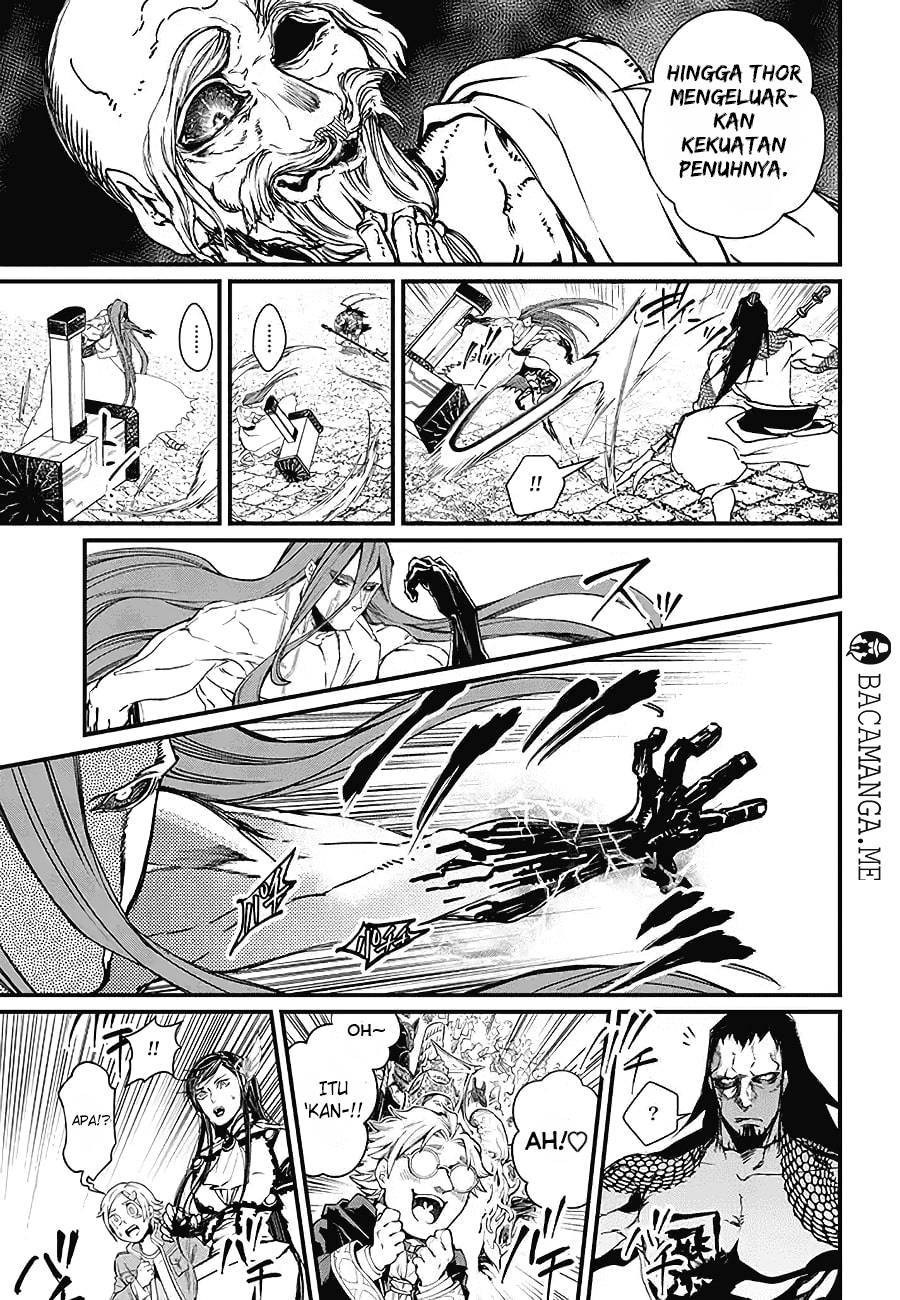 HINGGA THOR
MENGELUAR-
KAN
KEKUATAN
PENUHNYA.
!!
......
......
?
OH~
AH!♡
ITU
'KAN-!!
!!
APA!?
BACAMANGA.ME